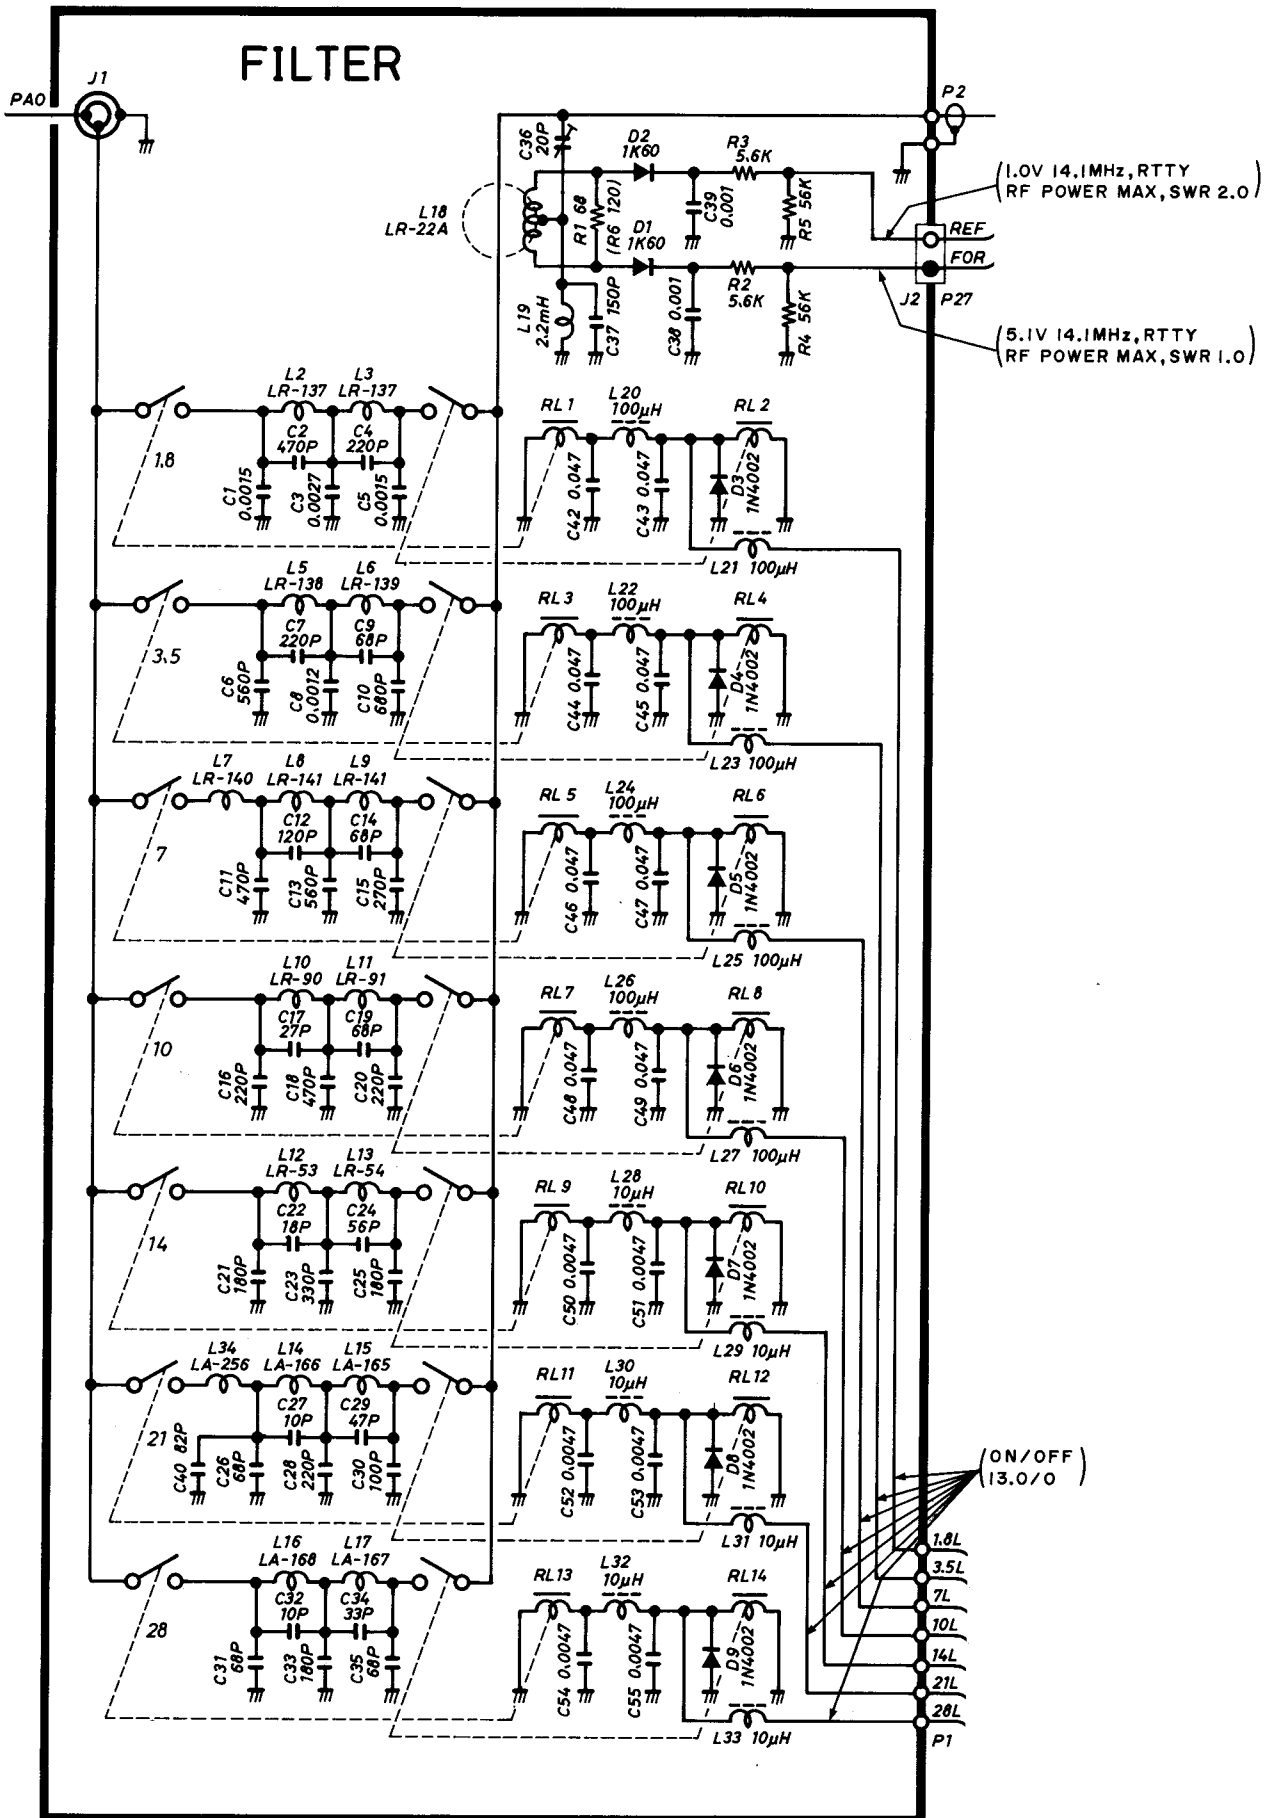 FILTER
J1
PAO
P2
C36
20P
D2
1K60
R3
5.6K
(1.0V 14.1MHz, RTTY
RF POWER MAX, SWR 2.0)
L18
LR-22A
R1 68
(R6 120)
C39
0.001
R5 56K
REF
D1
1K60
FOR
L19
2.2mH
C37 150P
C38 0.001
R2
5.6K
R4 56K
J2
P27
(5.1V 14.1MHz, RTTY
RF POWER MAX, SWR 1.0)
L2
LR-137
L3
LR-137
C2
470P
C4
220P
1.8
C1
0.0015
C3
0.0027
C5
0.0015
RL1
L20
100μH
RL2
C42 0.047
C43 0.047
D3
1N4002
L21 100μH
L5
LR-138
L6
LR-139
C7
220P
C9
68P
3.5
C6
560P
C8
0.0012
C10
680P
RL3
L22
100μH
RL4
C44 0.047
C45 0.047
D4
1N4002
L23 100μH
L7
LR-140
L8
LR-141
L9
LR-141
C12
120P
C14
68P
7
C11
470P
C13
560P
C15
270P
RL5
L24
100μH
RL6
C46 0.047
C47 0.047
D5
1N4002
L25 100μH
L10
LR-90
L11
LR-91
C17
27P
C19
68P
10
C16
220P
C18
470P
C20
220P
RL7
L26
100μH
RL8
C48 0.047
C49 0.047
D6
1N4002
L27 100μH
L12
LR-53
L13
LR-54
C22
18P
C24
56P
14
C21
180P
C23
330P
C25
180P
RL9
L28
10μH
RL10
C50 0.0047
C51 0.0047
D7
1N4002
L29 10μH
L34
LA-256
L14
LA-166
L15
LA-165
C27
10P
C29
47P
21
C40 82P
C26
68P
C28
220P
C30
100P
RL11
L30
10μH
RL12
C52 0.0047
C53 0.0047
D8
1N4002
L31 10μH
(ON/OFF
13.0/0)
L16
LA-168
L17
LA-167
C32
10P
C34
33P
28
C31
68P
C33
180P
C35
68P
RL13
L32
10μH
RL14
C54 0.0047
C55 0.0047
D9
1N4002
L33 10μH
1.8L
3.5L
7L
10L
14L
21L
28L
P1